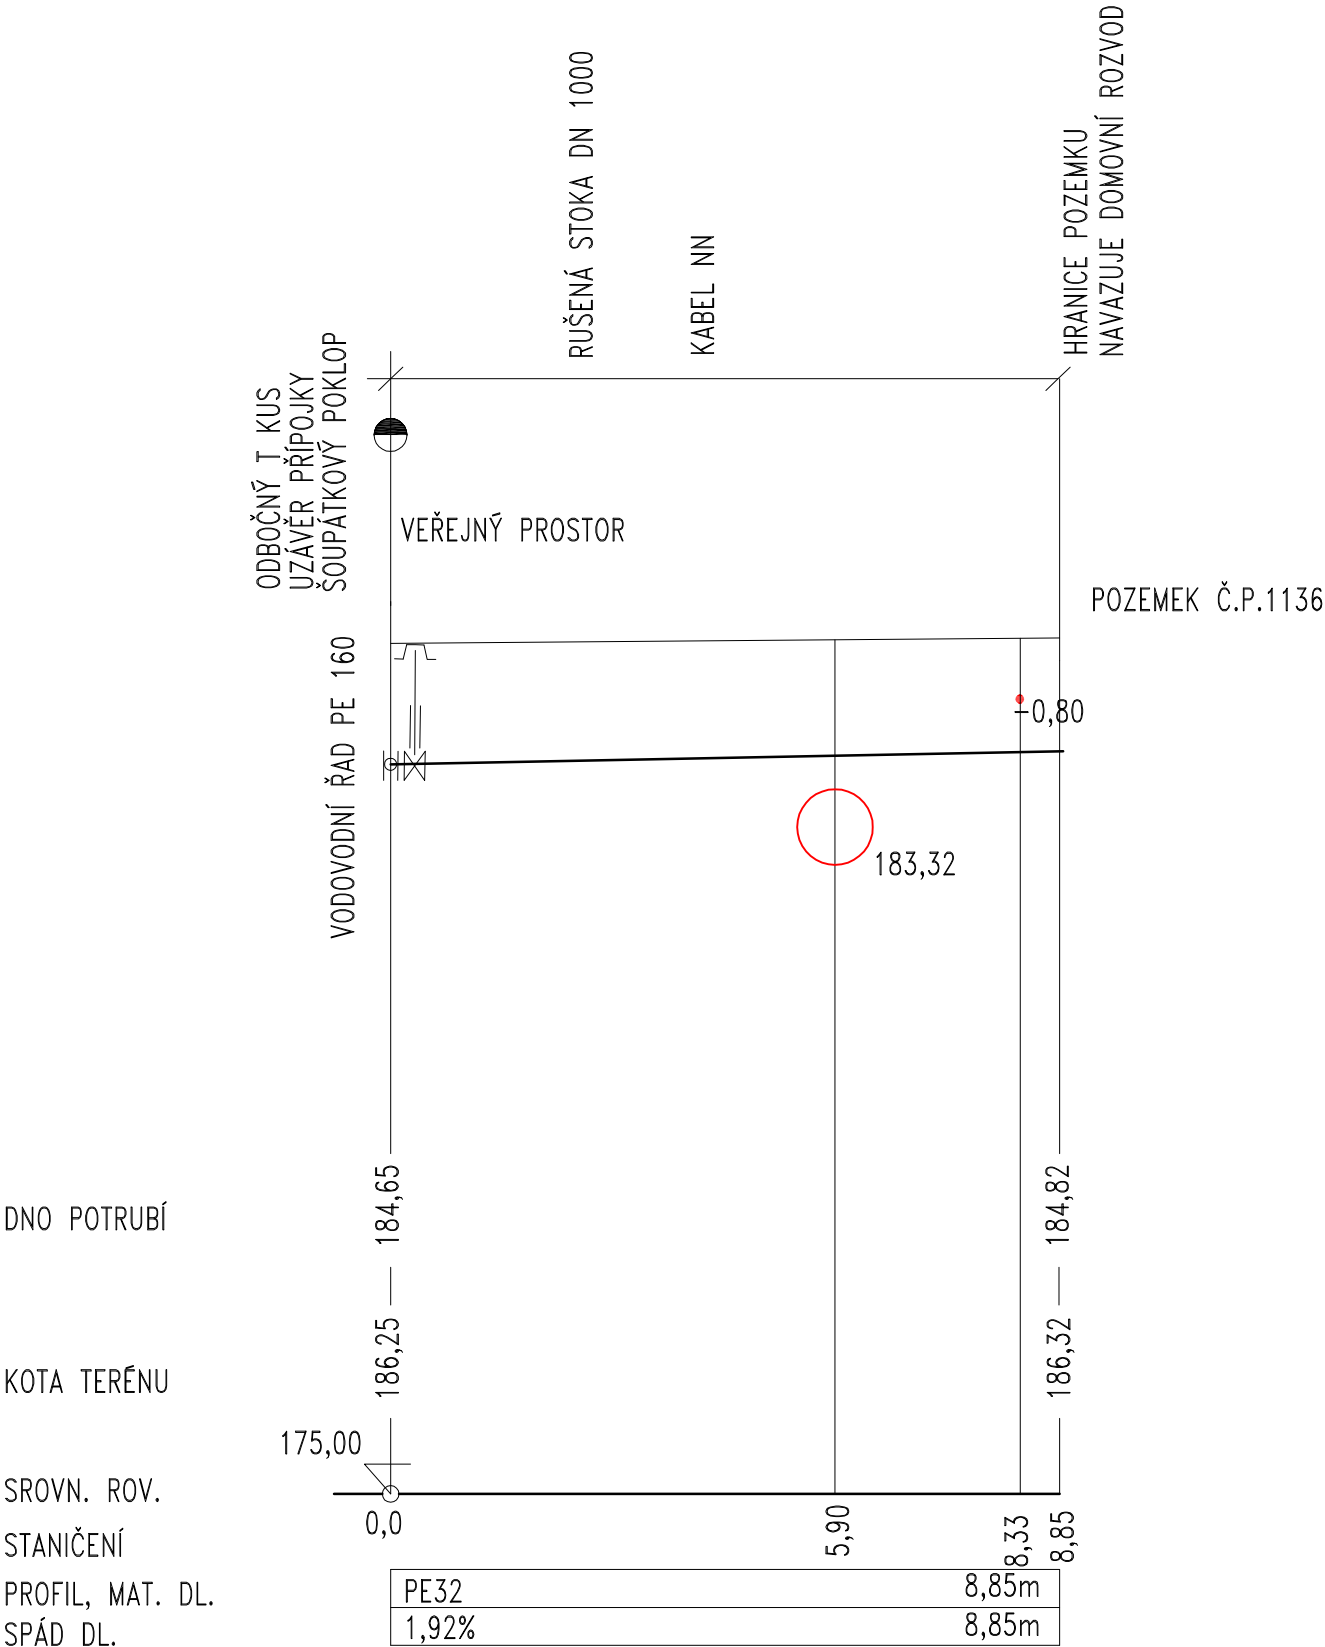 RUŠENÁ STOKA DN 1000
KABEL NN
HRANICE POZEMKU
NAVAZUJE DOMOVNÍ ROZVOD
ODBOČNÝ T KUS
UZÁVĚR PŘÍPOJKY
ŠOUPÁTKOVÝ POKLOP
VEŘEJNÝ PROSTOR
POZEMEK Č.P.1136
VODOVODNÍ ŘAD PE 160
-0,80
183,32
DNO POTRUBÍ
184,65
184,82
KOTA TERÉNU
186,25
186,32
175,00
SROVN. ROV.
STANIČENÍ
0,0
5,90
8,33
8,85
PROFIL, MAT. DL.
PE32
8,85m
SPÁD DL.
1,92%
8,85m